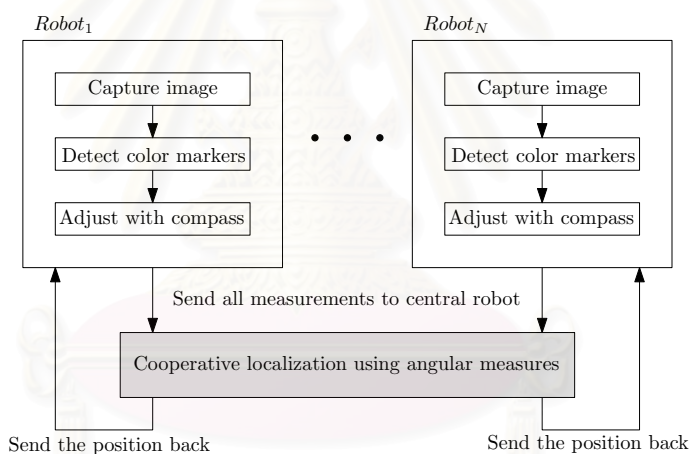 Robot₁
Capture image
Detect color markers
Adjust with compass
Robot_N
Capture image
Detect color markers
Adjust with compass
Send all measurements to central robot
Cooperative localization using angular measures
Send the position back
Send the position back